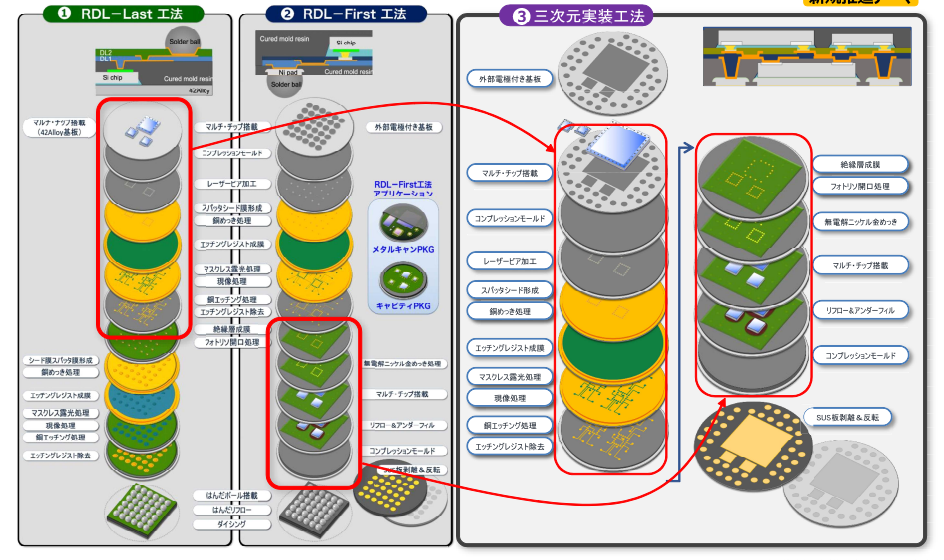 ❶ RDL－Last 工法
❷ RDL－First 工法
❸三次元実装工法
Solder ball
DL2
DL1
Si chip
Cured mold resin
42Alloy
Cured mold resin
Si chip
Ni pad
Cured mold resin
Solder ball
マルチ・チップ搭載
(42Alloy基板)
シード膜スパッタ膜形成
銅めっき処理
エッチングレジスト成膜
マスクレス露光処理
現像処理
銅エッチング処理
エッチングレジスト除去
マルチ・チップ搭載
コンプレッションモールド
レーザービア加工
スパッタシード膜形成
銅めっき処理
エッチングレジスト成膜
マスクレス露光処理
現像処理
銅エッチング処理
エッチングレジスト除去
絶縁層成膜
フォトリソ開口処理
はんだボール搭載
はんだリフロー
ダイシング
外部電極付き基板
RDL－First工法
アプリケーション
メタルキャンPKG
キャビティPKG
無電解ニッケル金めっき処理
マルチ・チップ搭載
リフロー&アンダーフィル
コンプレッションモールド
SUS板剥離&反転
外部電極付き基板
マルチ・チップ搭載
コンプレッションモールド
レーザービア加工
スパッタシード形成
銅めっき処理
エッチングレジスト成膜
マスクレス露光処理
現像処理
銅エッチング処理
エッチングレジスト除去
絶縁層成膜
フォトリソ開口処理
無電解ニッケル金めっき
マルチ・チップ搭載
リフロー&アンダーフィル
コンプレッションモールド
SUS板剥離&反転